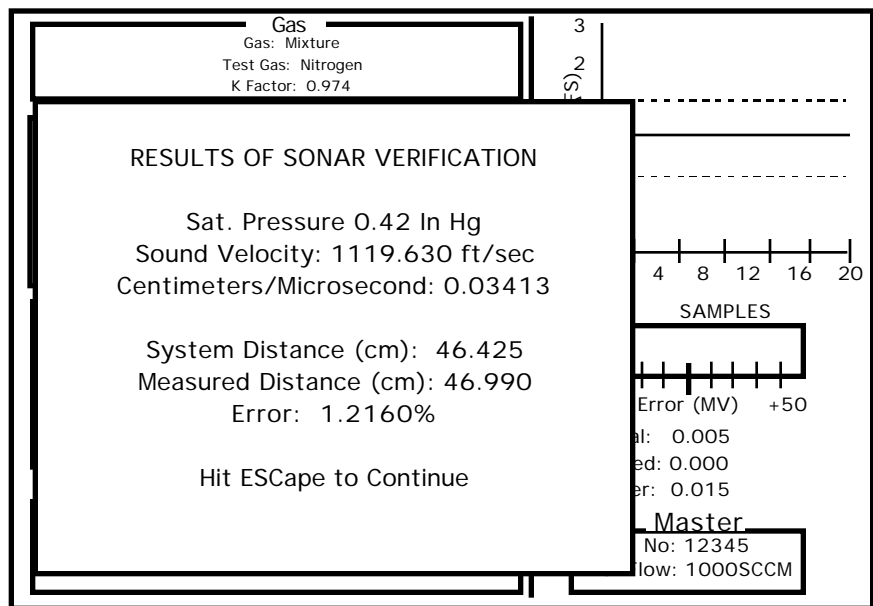 Gas
Gas: Mixture
Test Gas: Nitrogen
K Factor: 0.974
RESULTS OF SONAR VERIFICATION
Sat. Pressure 0.42 In Hg
Sound Velocity: 1119.630 ft/sec
Centimeters/Microsecond: 0.03413
System Distance (cm): 46.425
Measured Distance (cm): 46.990
Error: 1.2160%
Hit ESCape to Continue
3
2
4 8 12 16 20
SAMPLES
Error (MV) +50
0.005
0.000
0.015
Master
No: 12345
1000SCCM